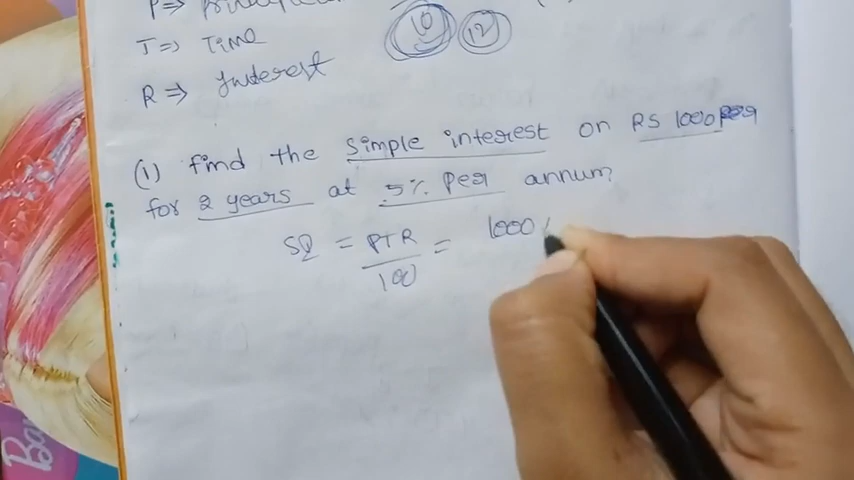 P⇒
T⇒ Time
10 12
R⇒ Interest
(1) find the simple interest on RS 1000 per
for 2 years at 5% per annum?
SI = PTR/100 = 1000
Bar